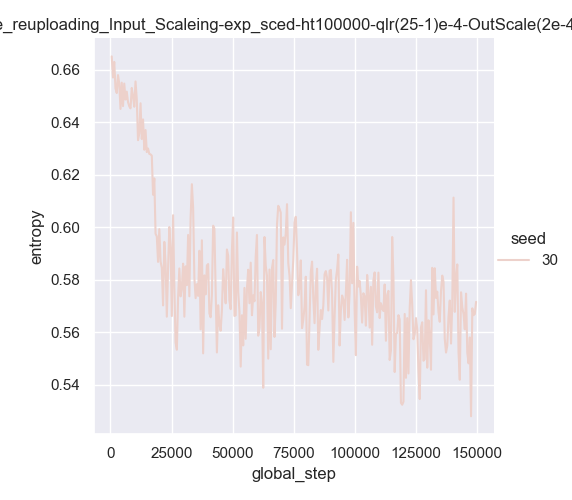 e_reuploading_Input_Scaleing-exp_sced-ht100000-qlr(25-1)e-4-OutScale(2e-4
0.66
0.64
0.62
0.60
0.58
0.56
0.54
entropy
seed
30
0 25000 50000 75000 100000 125000 150000
global_step